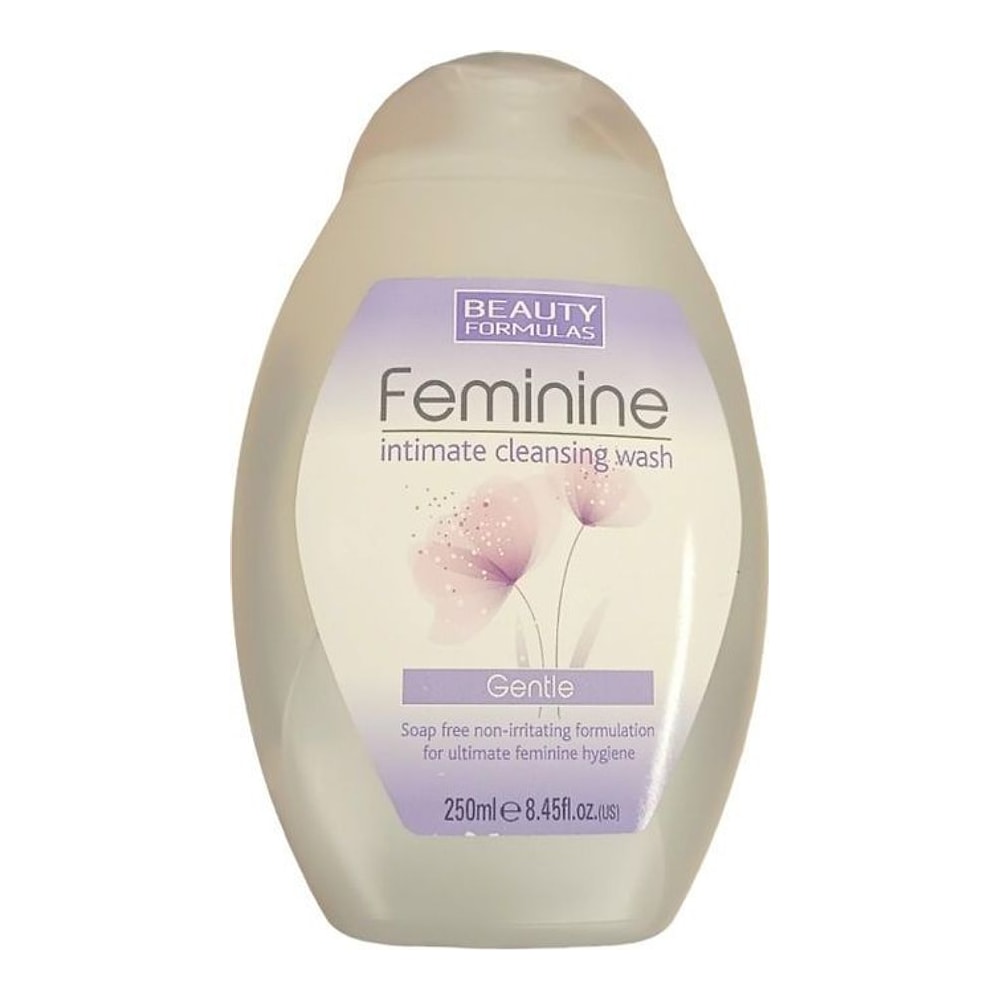 BEAUTY
FORMULAS
Feminine
intimate cleansing wash
Gentle
Soap free non-irritating formulation
for ultimate feminine hygiene
250ml ℮ 8.45fl.oz.(US)